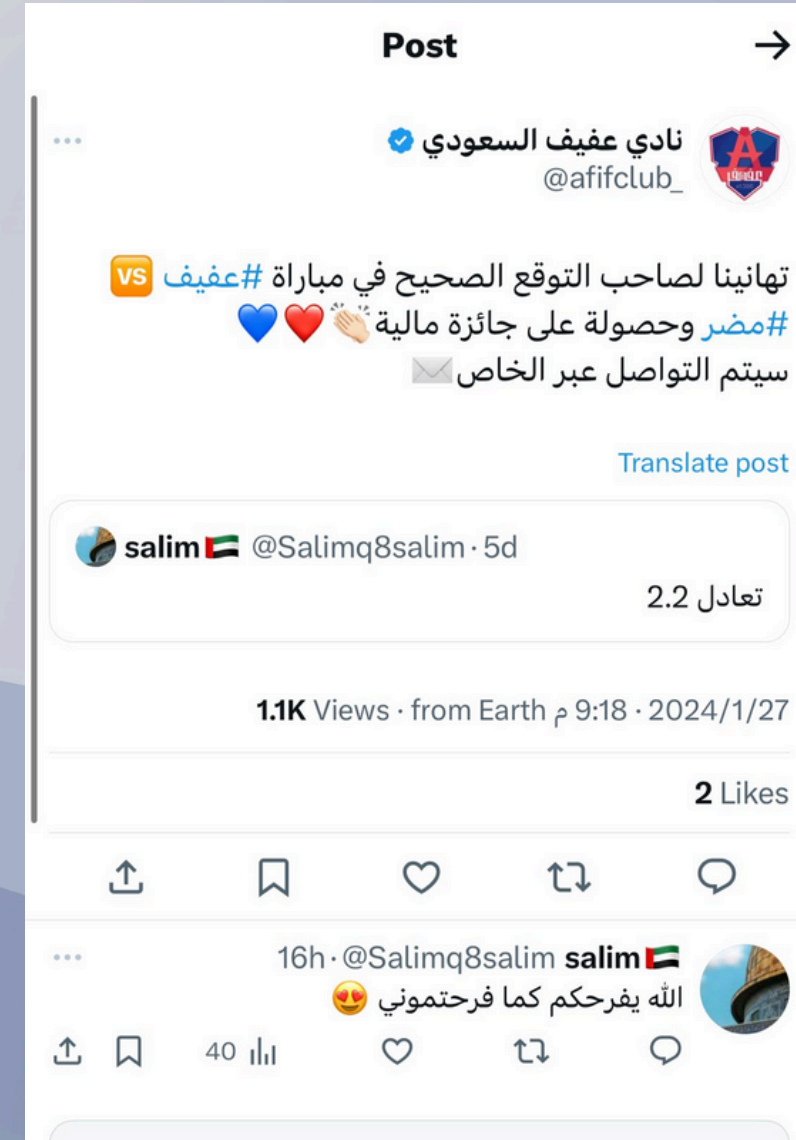 Post
نادي عفيف السعودي
@afifclub_
تهانينا لصاحب التوقع الصحيح في مباراة #عفيف 🆚
#مضر وحصولة على جائزة مالية👏🏻❤️💙
سيتم التواصل عبر الخاص✉️
Translate post
salim🇦🇪 @Salimq8salim · 5d
تعادل 2.2
1.1K Views · from Earth م 9:18 · 2024/1/27
2 Likes
16h · @Salimq8salim salim🇦🇪
الله يفرحكم كما فرحتموني 😍
40